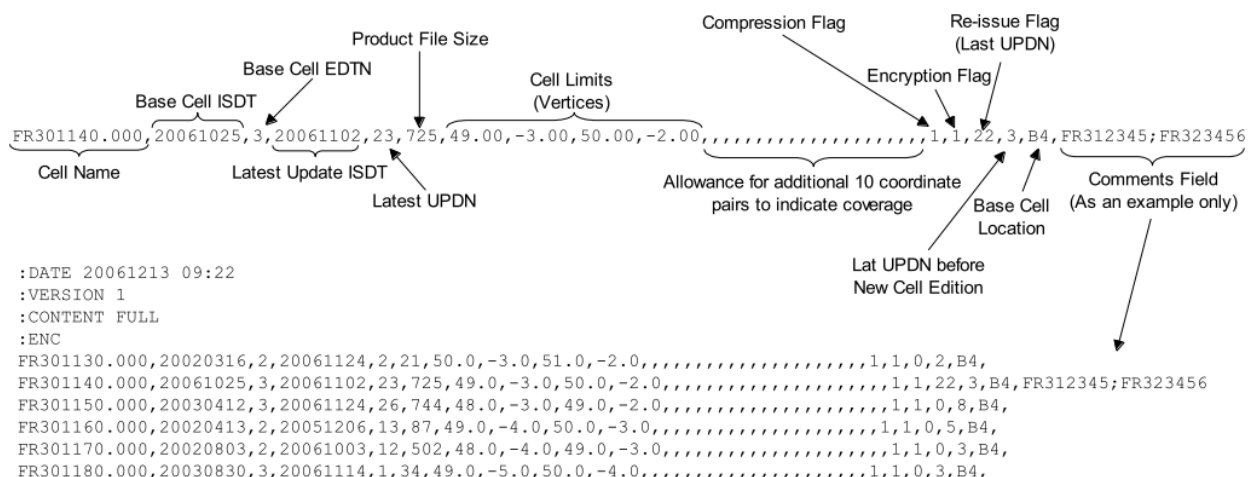 Compression Flag
Re-issue Flag
(Last UPDN)
Product File Size
Encryption Flag
Base Cell EDTN
Cell Limits
(Vertices)
Base Cell ISDT
FR301140.000,20061025,3,20061102,23,725,49.00,-3.00,50.00,-2.00,,,,,,,,,,,,,,,,,,,,,1,1,22,3,B4,FR312345;FR323456
Cell Name
Latest Update ISDT
Latest UPDN
Allowance for additional 10 coordinate
pairs to indicate coverage
Base Cell
Location
Comments Field
(As an example only)
Lat UPDN before
New Cell Edition
:DATE 20061213 09:22
:VERSION 1
:CONTENT FULL
:ENC
FR301130.000,20020316,2,20061124,2,21,50.0,-3.0,51.0,-2.0,,,,,,,,,,,,,,,,,,,,,1,1,0,2,B4,
FR301140.000,20061025,3,20061102,23,725,49.0,-3.0,50.0,-2.0,,,,,,,,,,,,,,,,,,,,,1,1,22,3,B4,FR312345;FR323456
FR301150.000,20030412,3,20061124,26,744,48.0,-3.0,49.0,-2.0,,,,,,,,,,,,,,,,,,,,,1,1,0,8,B4,
FR301160.000,20020413,2,20051206,13,87,49.0,-4.0,50.0,-3.0,,,,,,,,,,,,,,,,,,,,,1,1,0,5,B4,
FR301170.000,20020803,2,20061003,12,502,48.0,-4.0,49.0,-3.0,,,,,,,,,,,,,,,,,,,,,1,1,0,3,B4,
FR301180.000,20030830,3,20061114,1,34,49.0,-5.0,50.0,-4.0,,,,,,,,,,,,,,,,,,,,,1,1,0,3,B4,